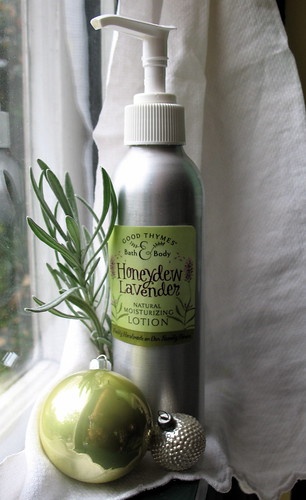 GOOD THYMES
Bath & Body
Honeydew
Lavender
NATURAL
MOISTURIZING
LOTION